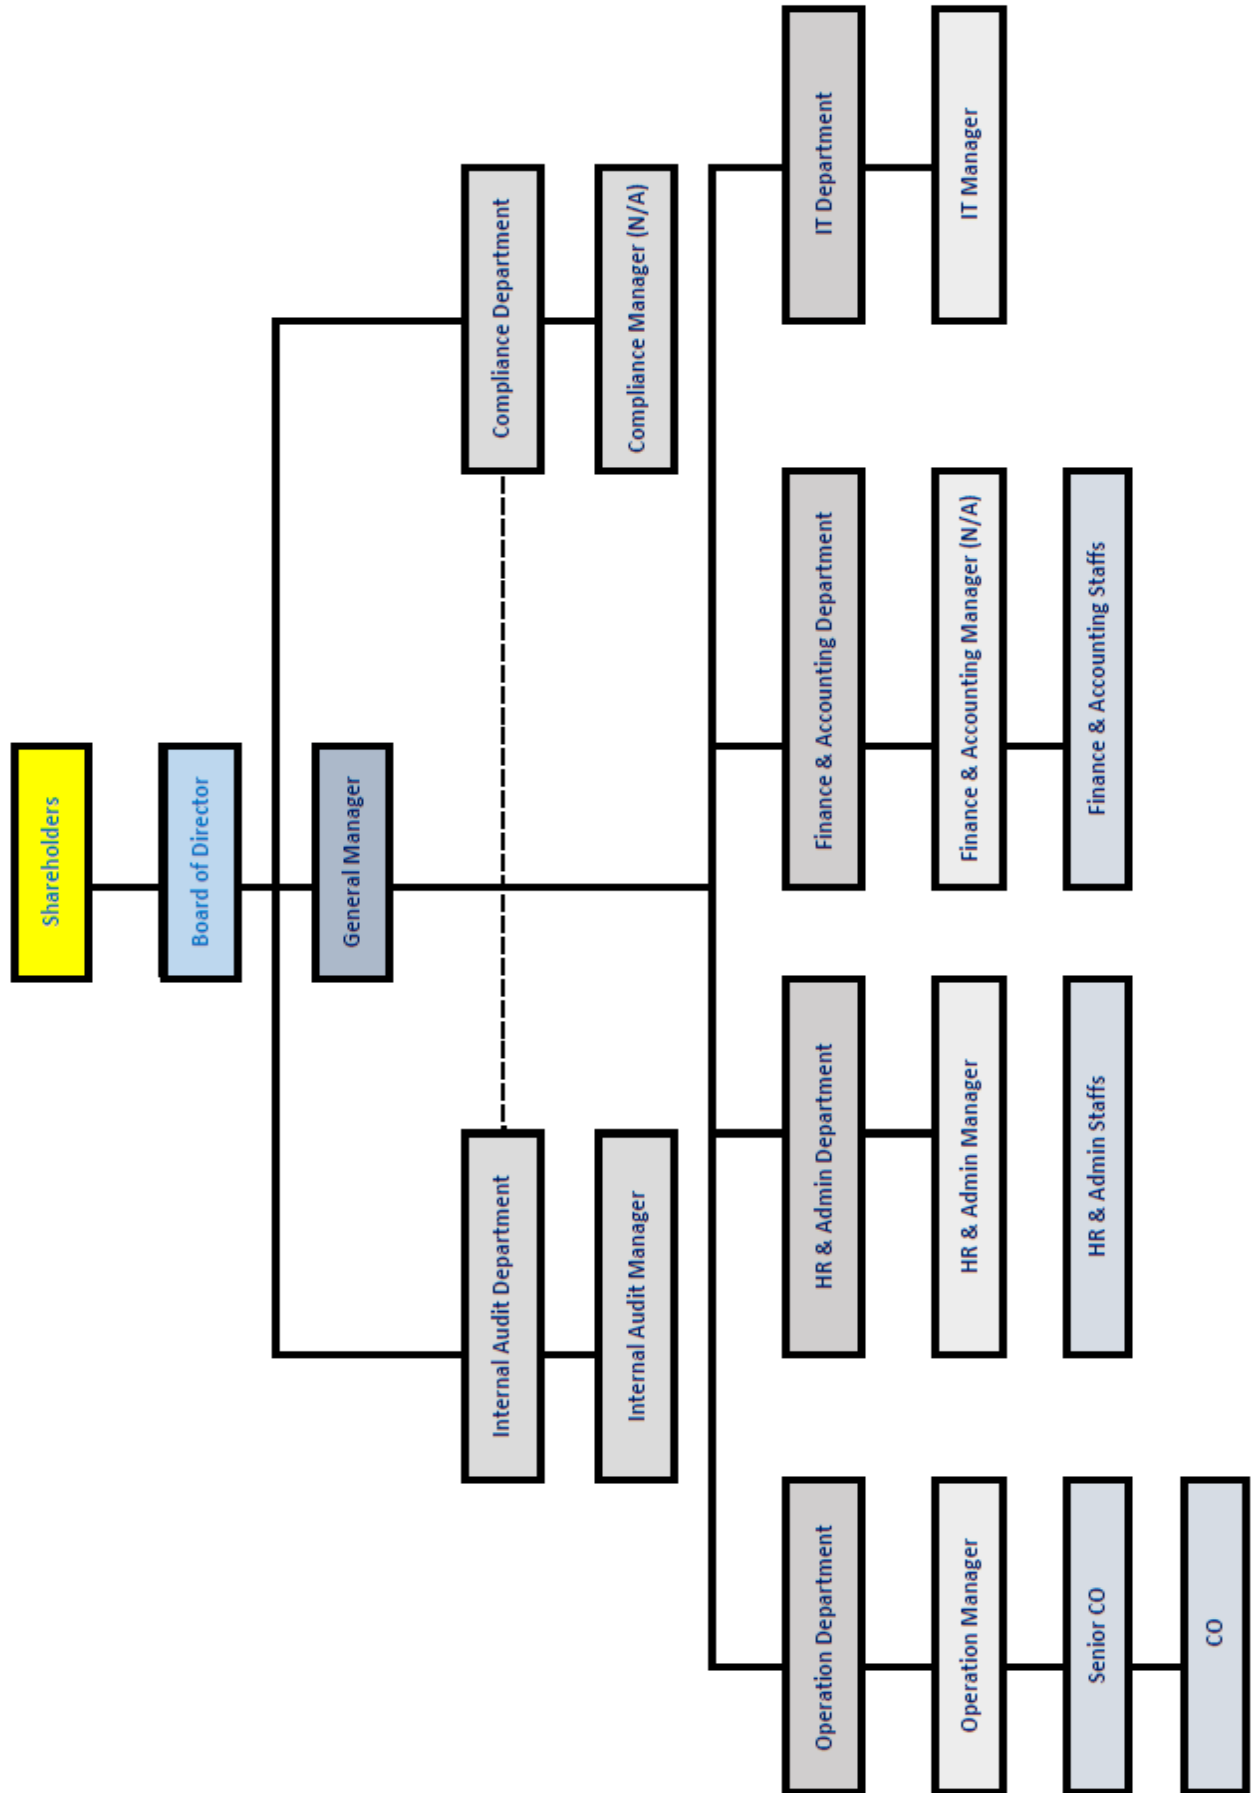 Shareholders
Board of Director
General Manager
Internal Audit Department
Compliance Department
Internal Audit Manager
Compliance Manager (N/A)
Operation Department
HR & Admin Department
Finance & Accounting Department
IT Department
Operation Manager
HR & Admin Manager
Finance & Accounting Manager (N/A)
IT Manager
Senior CO
HR & Admin Staffs
Finance & Accounting Staffs
CO